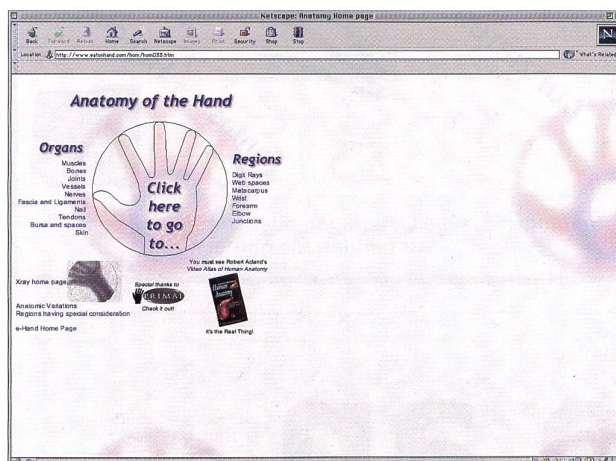 Netscape: Anatomy Home page
Back Forward Reload Home Search Netscape Images Print Security Shop Stop
N
Location: http://www.eatonhand.com/hom/hom033.htm What's Related
Anatomy of the Hand
Organs
Muscles
Bones
Joints
Vessels
Nerves
Fascia and Ligaments
Nail
Tendons
Bursa and spaces
Skin
Click
here
to go
to...
Regions
Digit Rays
Web spaces
Metacarpus
Wrist
Forearm
Elbow
Junctions
You must see Robert Acland's
Video Atlas of Human Anatomy
Xray home page
Special thanks to
PRIMAL
Check it out!
Human
Anatomy
It's the Real Thing!
Anatomic Variations
Regions having special consideration
e-Hand Home Page